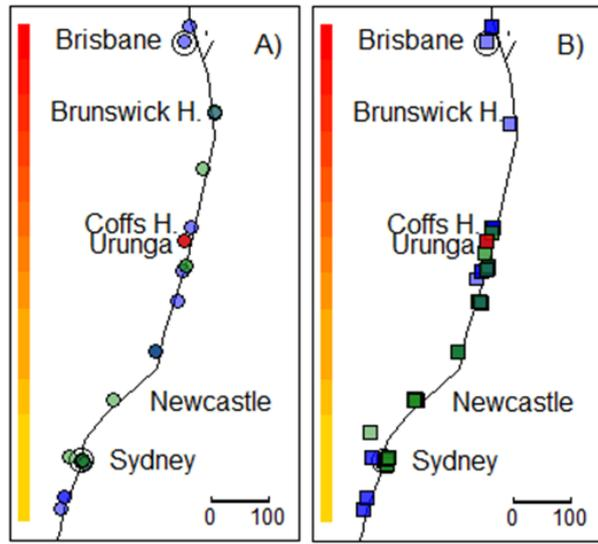 A)
Brisbane
Brunswick H.
Coffs H.
Urunga
Newcastle
Sydney
0 100
B)
Brisbane
Brunswick H.
Coffs H.
Urunga
Newcastle
Sydney
0 100